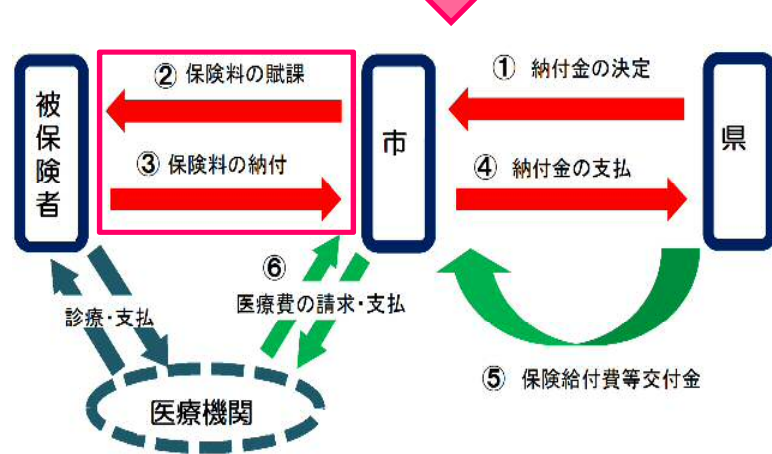 ② 保険料の賦課
① 納付金の決定
被保険者
市
県
③ 保険料の納付
④ 納付金の支払
⑥
医療費の請求・支払
診療・支払
⑤ 保険給付費等交付金
医療機関